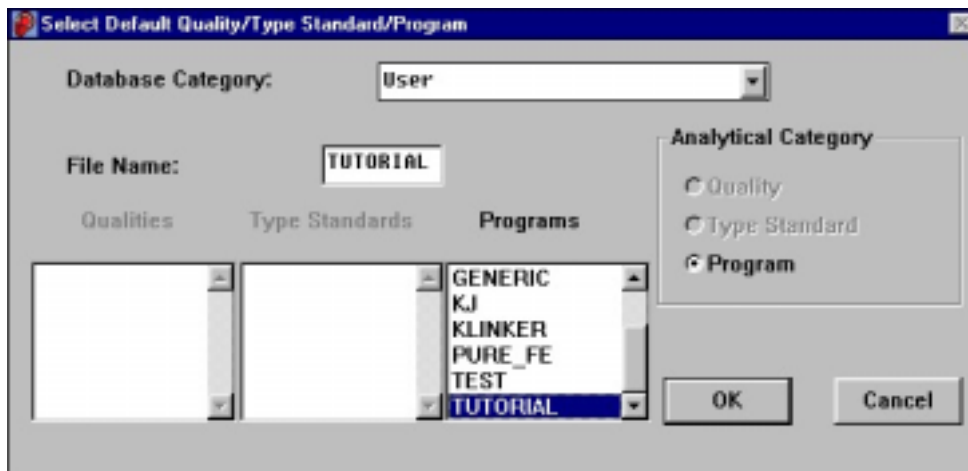 Select Default Quality/Type Standard/Program
Database Category:
User
File Name:
TUTORIAL
Analytical Category
Quality
Type Standard
Program
Qualities
Type Standards
Programs
GENERIC
KJ
KLINKER
PURE_FE
TEST
TUTORIAL
OK
Cancel